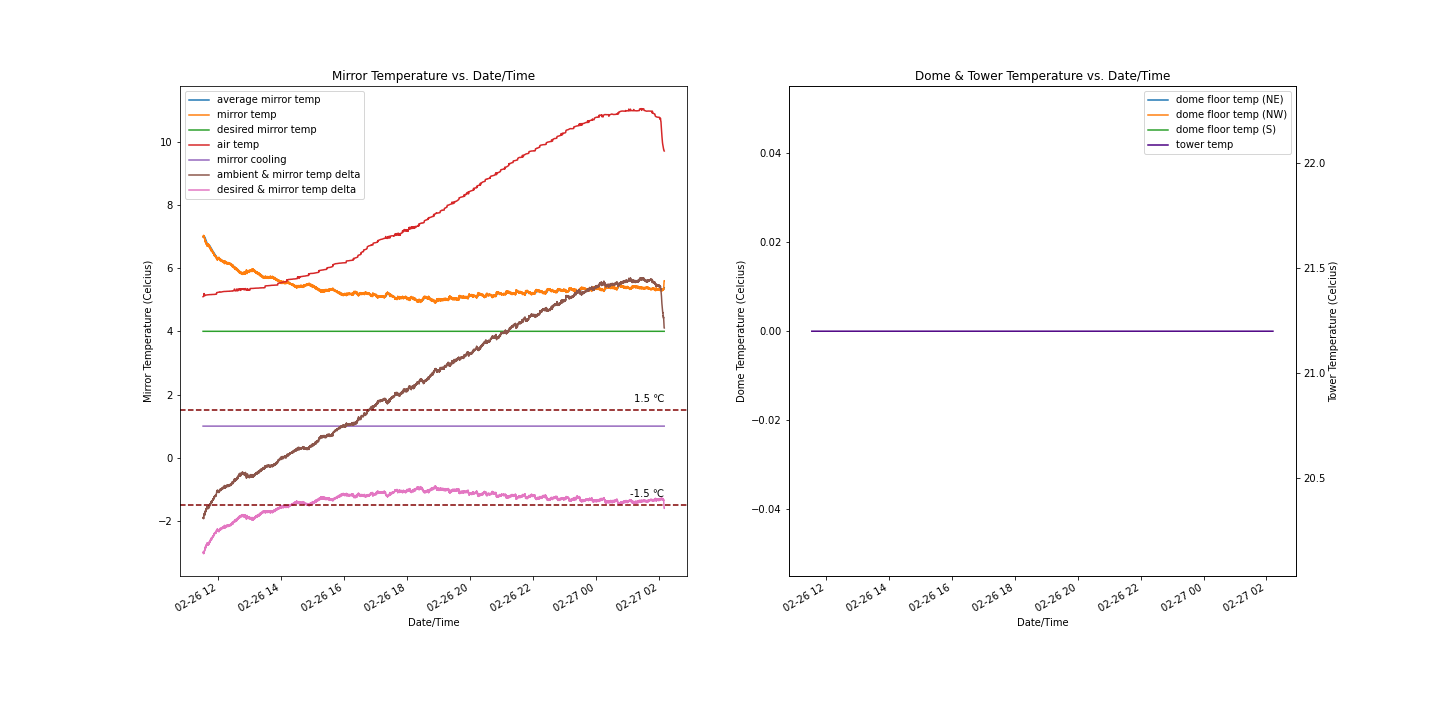 Mirror Temperature vs. Date/Time
average mirror temp
mirror temp
desired mirror temp
air temp
mirror cooling
ambient & mirror temp delta
desired & mirror temp delta
10
8
6
4
2
0
−2
Mirror Temperature (Celcius)
1.5 ℃
-1.5 ℃
02-26 12
02-26 14
02-26 16
02-26 18
02-26 20
02-26 22
02-27 00
02-27 02
Date/Time
Dome & Tower Temperature vs. Date/Time
dome floor temp (NE)
dome floor temp (NW)
dome floor temp (S)
tower temp
0.04
0.02
0.00
−0.02
−0.04
Dome Temperature (Celcius)
22.0
21.5
21.0
20.5
Tower Temperature (Celcius)
02-26 12
02-26 14
02-26 16
02-26 18
02-26 20
02-26 22
02-27 00
02-27 02
Date/Time